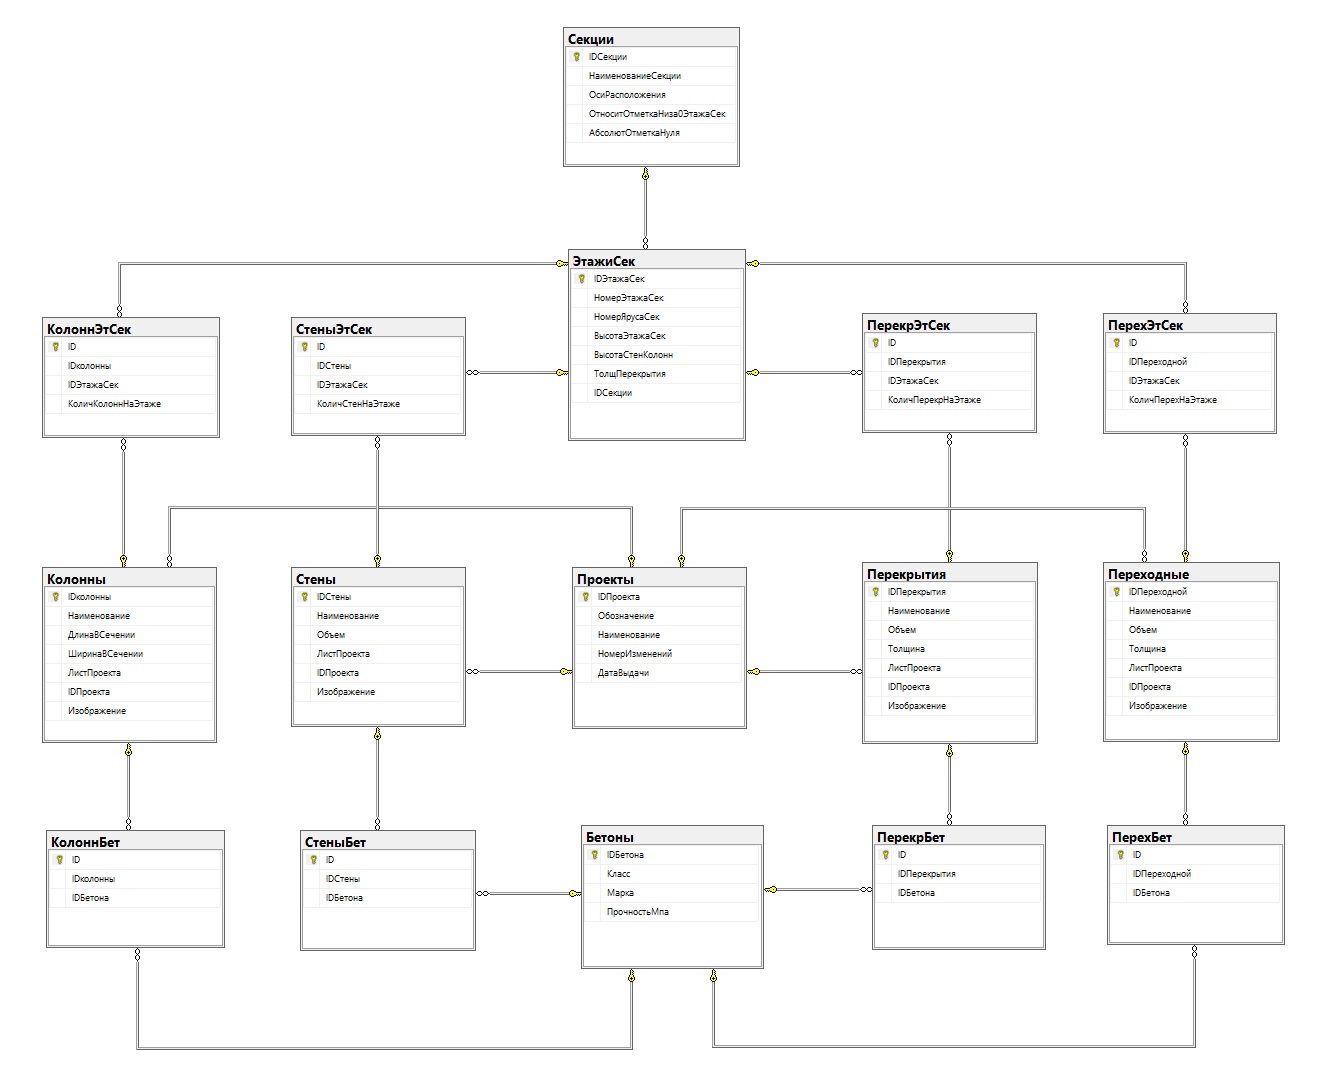 Секции
IDСекции
НаименованиеСекции
ОсиРасположения
ОтноситОтметкаНиза0ЭтажаСек
АбсолютОтметкаНуля
ЭтажиСек
IDЭтажаСек
НомерЭтажаСек
НомерЯрусаСек
ВысотаЭтажаСек
ВысотаСтенКолонн
ТолщПерекрытия
IDСекции
КолоннЭтСек
ID
IDколонны
IDЭтажаСек
КоличКолоннНаЭтаже
СтеныЭтСек
ID
IDСтены
IDЭтажаСек
КоличСтенНаЭтаже
ПерекрЭтСек
ID
IDПерекрытия
IDЭтажаСек
КоличПерекрНаЭтаже
ПерехЭтСек
ID
IDПереходной
IDЭтажаСек
КоличПерехНаЭтаже
Колонны
IDколонны
Наименование
ДлинаВСечении
ШиринаВСечении
ЛистПроекта
IDПроекта
Изображение
Стены
IDСтены
Наименование
Объем
ЛистПроекта
IDПроекта
Изображение
Проекты
IDПроекта
Обозначение
Наименование
НомерИзменений
ДатаВыдачи
Перекрытия
IDПерекрытия
Наименование
Объем
Толщина
ЛистПроекта
IDПроекта
Изображение
Переходные
IDПереходной
Наименование
Объем
Толщина
ЛистПроекта
IDПроекта
Изображение
КолоннБет
ID
IDколонны
IDБетона
СтеныБет
ID
IDСтены
IDБетона
Бетоны
IDБетона
Класс
Марка
ПрочностьМпа
ПерекрБет
ID
IDПерекрытия
IDБетона
ПерехБет
ID
IDПереходной
IDБетона